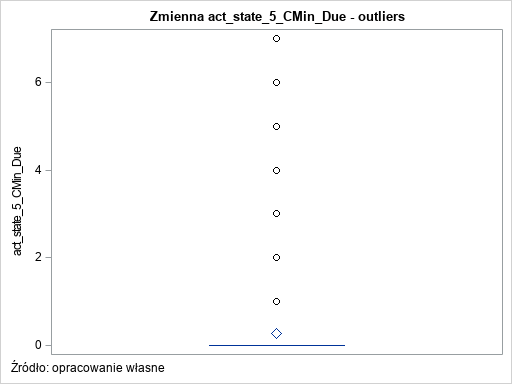 Zmienna act_state_5_CMin_Due - outliers
act_state_5_CMin_Due
6
4
2
0
Źródło: opracowanie własne